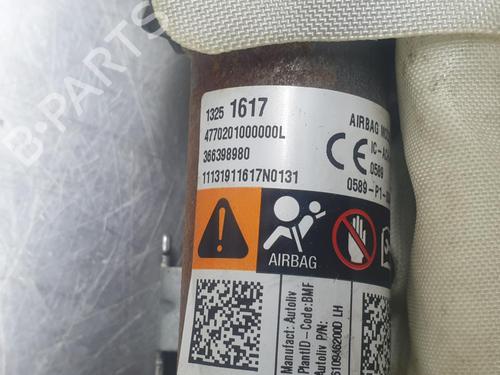 B-PARTS
1325 1617
4770201000000L
366398980
11131911617N0131
AIRBAG
CE
0589
0589-P1-
AIRBAG
Manufact: Autoliv
PlantID - Code:BMF
Autoliv P/N:
610946200D LH